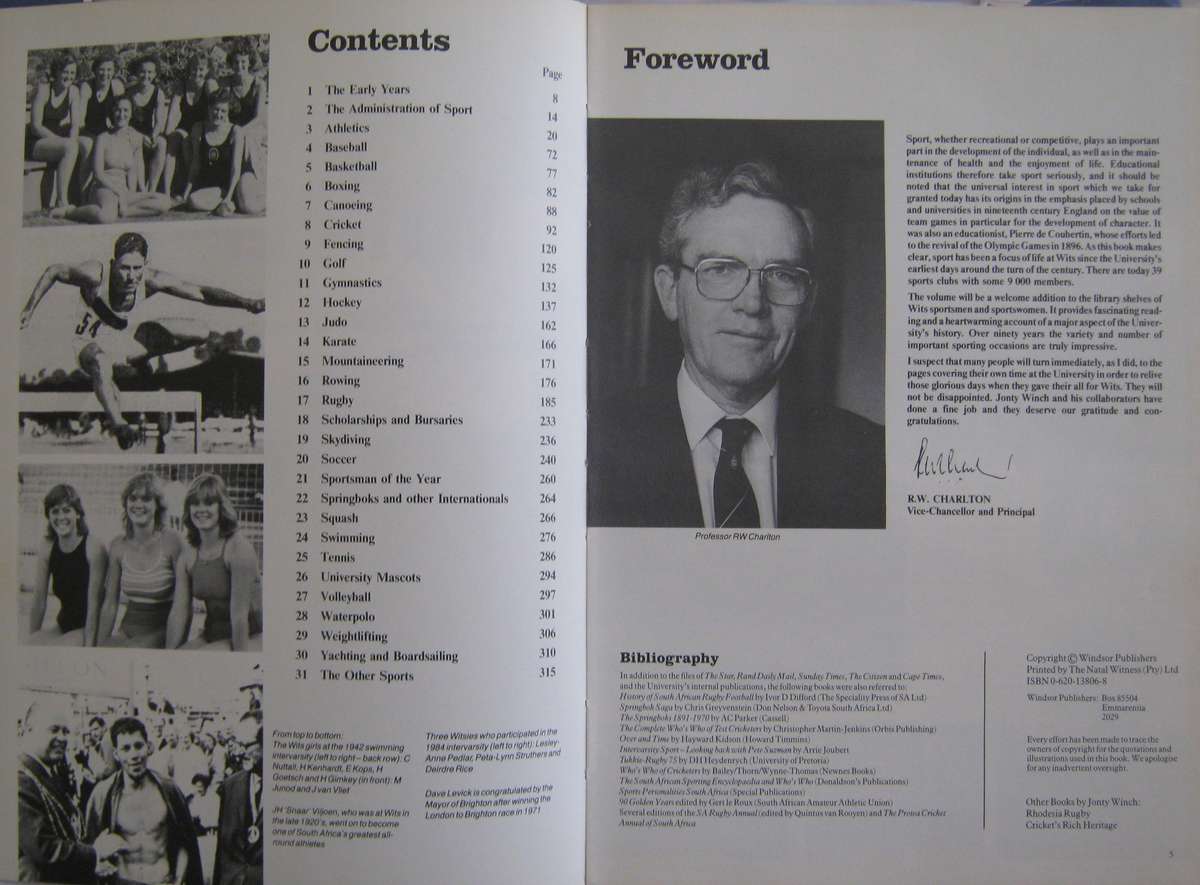 Contents
Page
1 The Early Years 8
2 The Administration of Sport 14
3 Athletics 20
4 Baseball 72
5 Basketball 77
6 Boxing 82
7 Canoeing 88
8 Cricket 92
9 Fencing 120
10 Golf 125
11 Gymnastics 132
12 Hockey 137
13 Judo 162
14 Karate 166
15 Mountaineering 171
16 Rowing 176
17 Rugby 185
18 Scholarships and Bursaries 233
19 Skydiving 236
20 Soccer 240
21 Sportsman of the Year 260
22 Springboks and other Internationals 264
23 Squash 266
24 Swimming 276
25 Tennis 286
26 University Mascots 294
27 Volleyball 297
28 Waterpolo 301
29 Weightlifting 306
30 Yachting and Boardsailing 310
31 The Other Sports 315
54
From top to bottom:
The Wits girls at the 1942 swimming
intervarsity (left to right – back row): C
Nuttall, H Kenhardt, E Kops, H
Goetsch and H Gimkey (in front): M
Junod and J van Vliet
JH 'Snaar' Viljoen, who was at Wits in
the late 1920's, went on to become
one of South Africa's greatest all-
round athletes
Three Witsies who participated in the
1984 intervarsity (left to right): Lesley-
Anne Pedlar, Peta-Lynn Struthers and
Deirdre Rice
Dave Levick is congratulated by the
Mayor of Brighton after winning the
London to Brighton race in 1971
Foreword
Professor RW Charlton
Sport, whether recreational or competitive, plays an important
part in the development of the individual, as well as in the main-
tenance of health and the enjoyment of life. Educational
institutions therefore take sport seriously, and it should be
noted that the universal interest in sport which we take for
granted today has its origins in the emphasis placed by schools
and universities in nineteenth century England on the value of
team games in particular for the development of character. It
was also an educationist, Pierre de Coubertin, whose efforts led
to the revival of the Olympic Games in 1896. As this book makes
clear, sport has been a focus of life at Wits since the University's
earliest days around the turn of the century. There are today 39
sports clubs with some 9 000 members.
The volume will be a welcome addition to the library shelves of
Wits sportsmen and sportswomen. It provides fascinating read-
ing and a heartwarming account of a major aspect of the Univer-
sity's history. Over ninety years the variety and number of
important sporting occasions are truly impressive.
I suspect that many people will turn immediately, as I did, to the
pages covering their own time at the University in order to relive
those glorious days when they gave their all for Wits. They will
not be disappointed. Jonty Winch and his collaborators have
done a fine job and they deserve our gratitude and con-
gratulations.
R.W. CHARLTON
Vice-Chancellor and Principal
Bibliography
In addition to the files of The Star, Rand Daily Mail, Sunday Times, The Citizen and Cape Times,
and the University's internal publications, the following books were also referred to:
History of South African Rugby Football by Ivor D Difford (The Speciality Press of SA Ltd)
Springbok Saga by Chris Greyvenstein (Don Nelson & Toyota South Africa Ltd)
The Springboks 1891-1970 by AC Parker (Cassell)
The Complete Who's Who of Test Cricketers by Christopher Martin-Jenkins (Orbis Publishing)
Over and Time by Hayward Kidson (Howard Timmins)
Intervarsity Sport – Looking back with Pete Suzman by Arrie Joubert
Tukkie-Rugby 75 by DH Heydenrych (University of Pretoria)
Who's Who of Cricketers by Bailey/Thorn/Wynne-Thomas (Newnes Books)
The South African Sporting Encyclopaedia and Who's Who (Donaldson's Publications)
Sports Personalities South Africa (Special Publications)
90 Golden Years edited by Gert le Roux (South African Amateur Athletic Union)
Several editions of the SA Rugby Annual (edited by Quintus van Rooyen) and The Protea Cricket
Annual of South Africa
Copyright © Windsor Publishers
Printed by The Natal Witness (Pty) Ltd
ISBN 0-620-13806-8
Windsor Publishers: Box 85504
Emmarentia
2029
Every effort has been made to trace the
owners of copyright for the quotations and
illustrations used in this book. We apologise
for any inadvertent oversight.
Other Books by Jonty Winch:
Rhodesia Rugby
Cricket's Rich Heritage
5